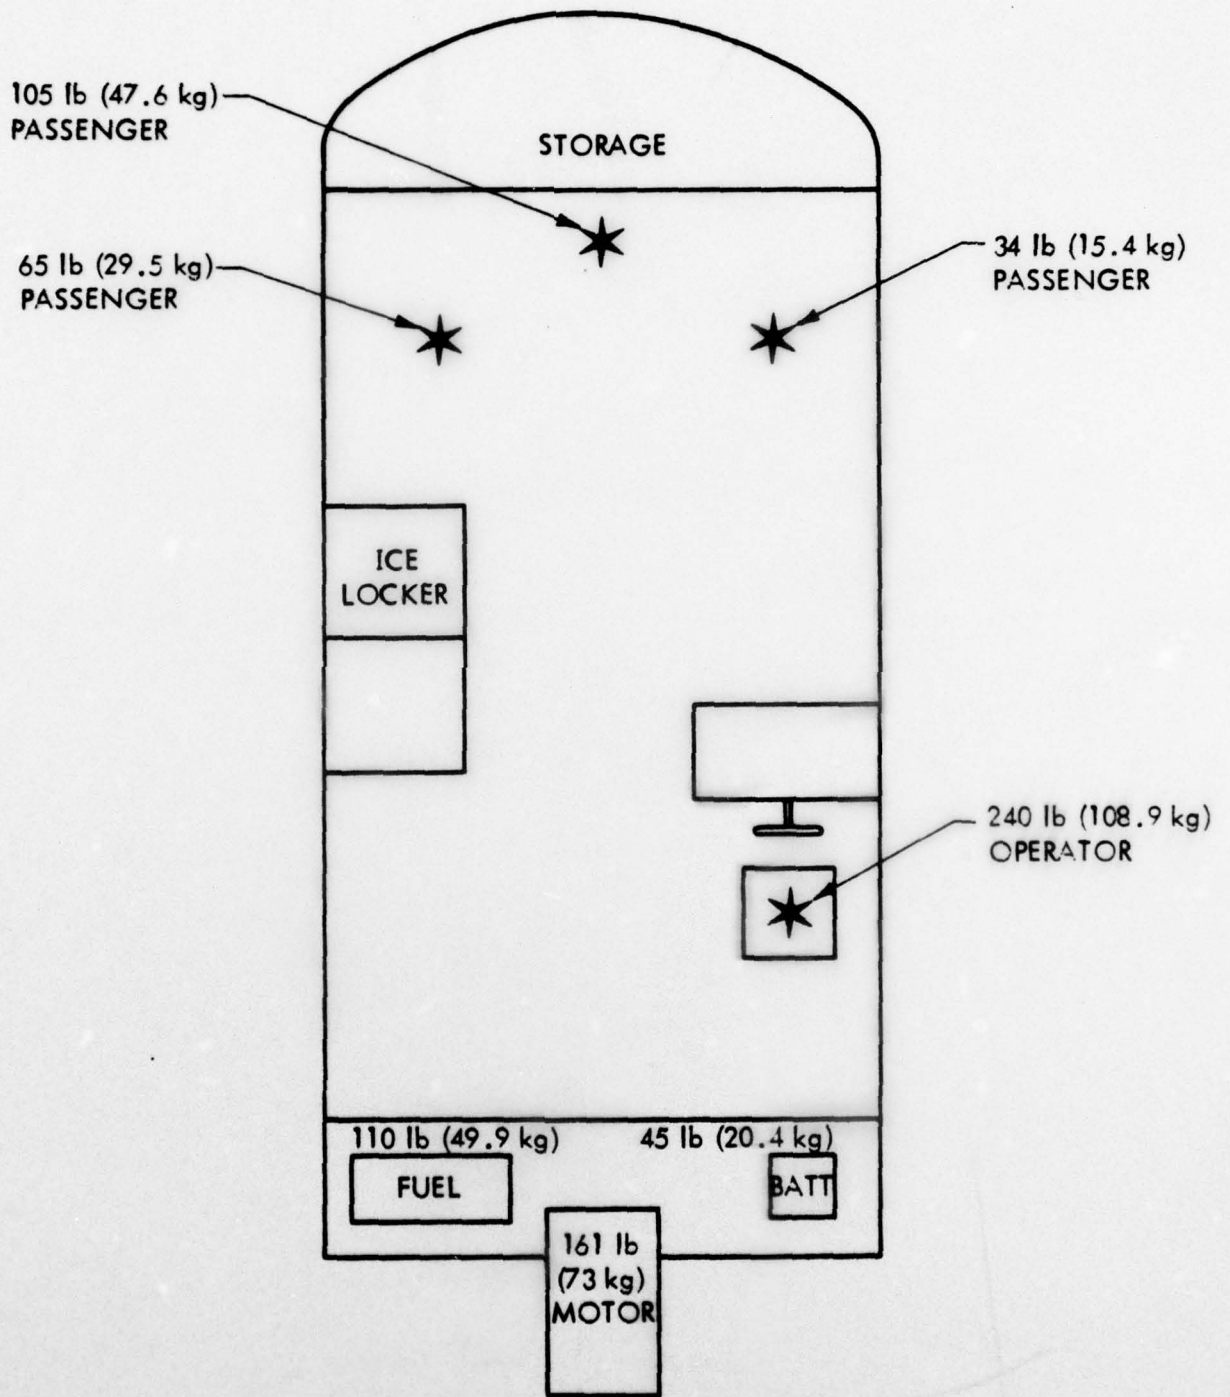 105 lb (47.6 kg)
PASSENGER
STORAGE
65 lb (29.5 kg)
PASSENGER
34 lb (15.4 kg)
PASSENGER
ICE
LOCKER
240 lb (108.9 kg)
OPERATOR
110 lb (49.9 kg)
45 lb (20.4 kg)
FUEL
BATT
161 lb
(73 kg)
MOTOR